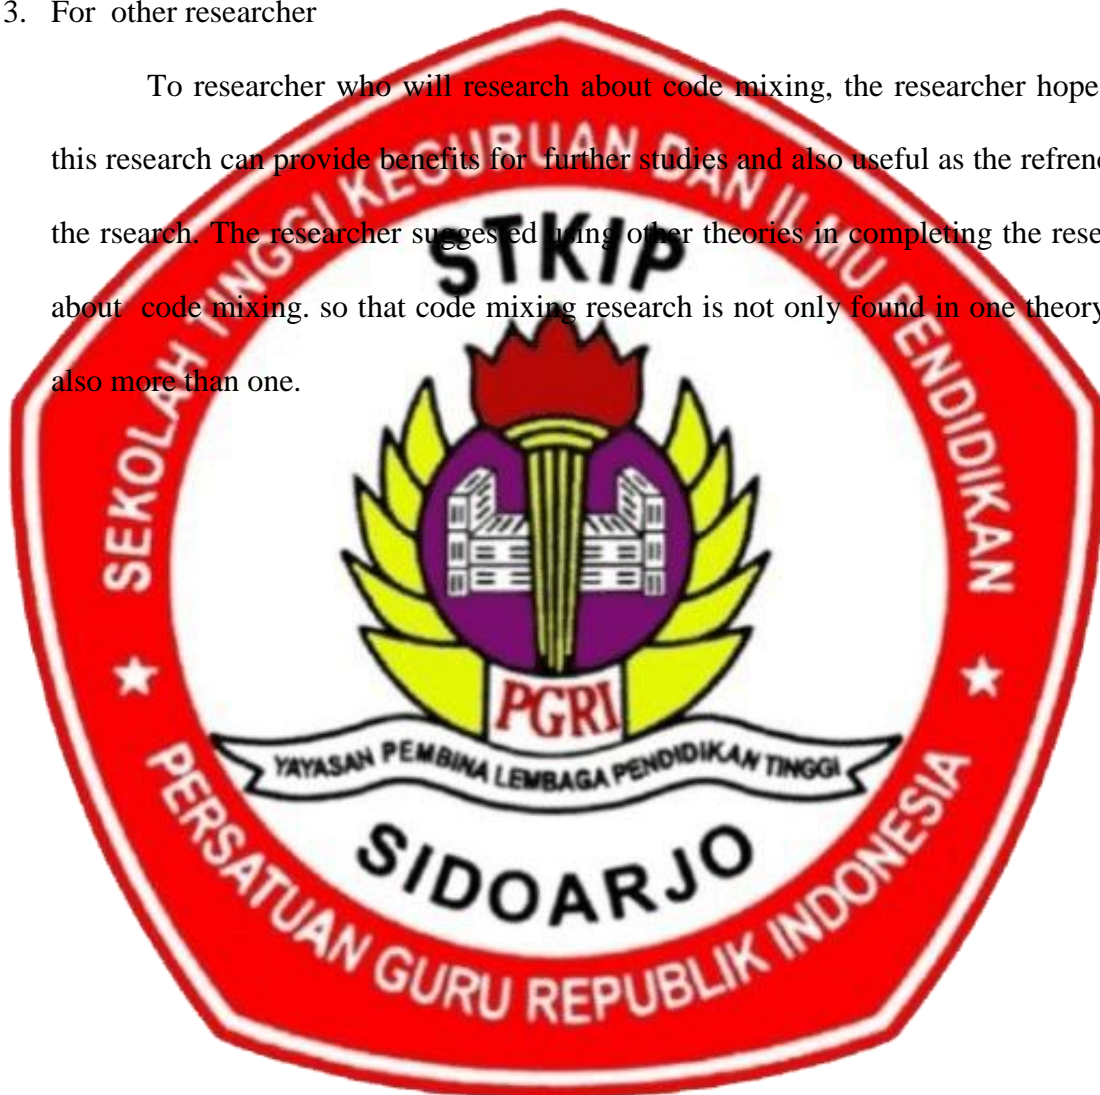 3. For other researcher
To researcher who will research about code mixing, the researcher hope
this research can provide benefits for further studies and also useful as the refren
the rsearch. The researcher suggested using other theories in completing the rese
about code mixing. so that code mixing research is not only found in one theory
also more than one.
SEKOLAH TINGGI KEGURUAN DAN ILMU PENDIDIKAN
STKIP
PGRI
YAYASAN PEMBINA LEMBAGA PENDIDIKAN TINGGI
SIDOARJO
PERSATUAN GURU REPUBLIK INDONESIA